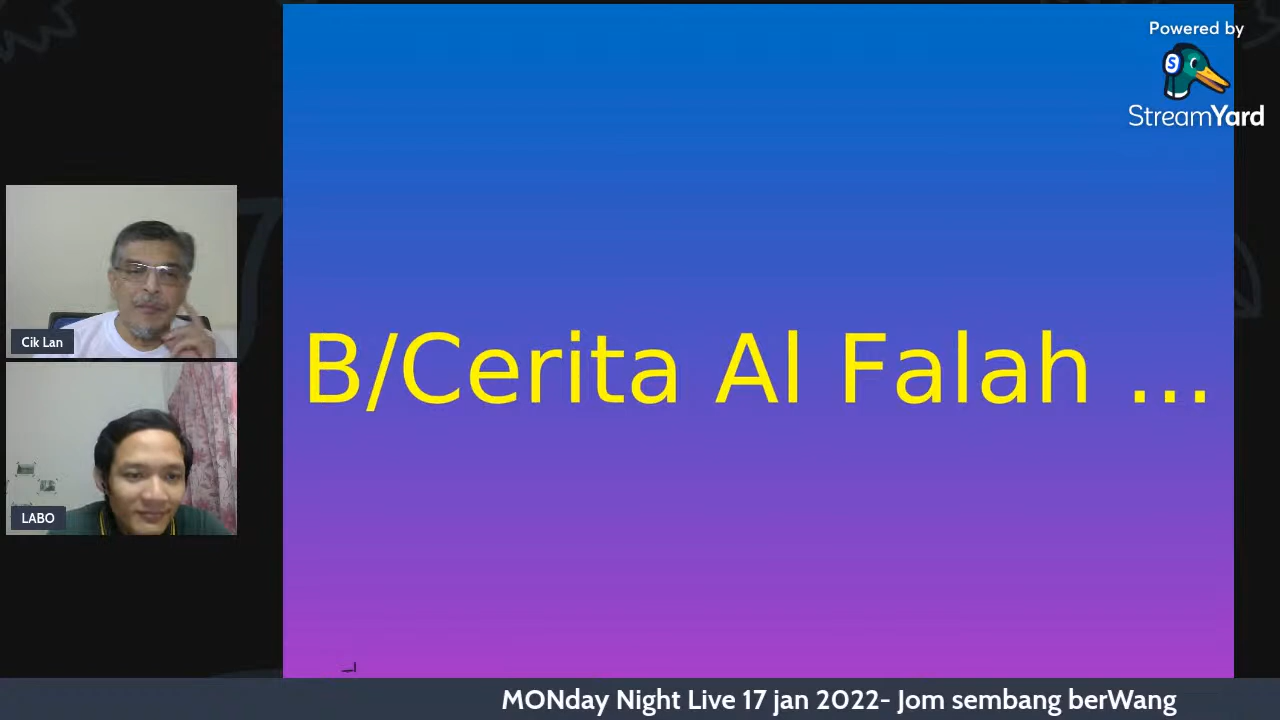 Powered by
StreamYard
Cik Lan
B/Cerita Al Falah ...
LABO
MONday Night Live 17 jan 2022- Jom sembang berWang